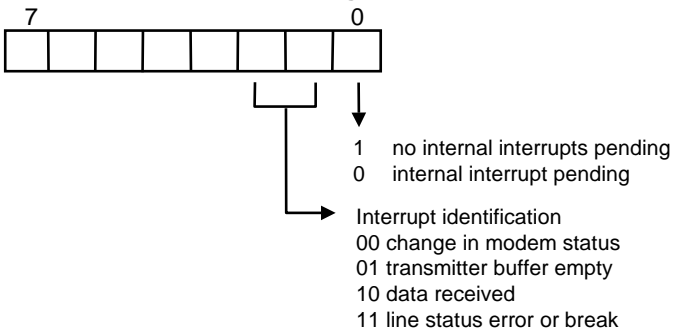 7 0
1 no internal interrupts pending
0 internal interrupt pending
Interrupt identification
00 change in modem status
01 transmitter buffer empty
10 data received
11 line status error or break